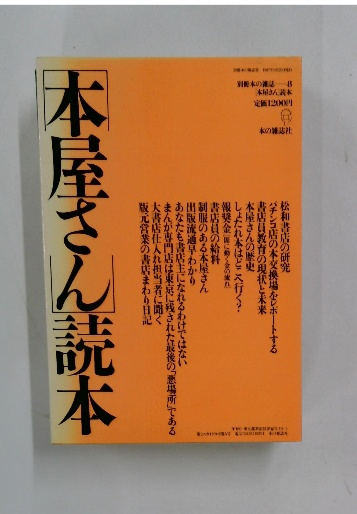 「本屋さん」読本
別冊本の雑誌——8
「本屋さん」読本
定価1200円
本の雑誌社
松和書店の研究
パチンコ店の本交換場をレポートする
書店員教育の現状と未来
本屋さんの歴史
しょたれ本はどこへ行く?
報奨金
書店員の給料
制服のある本屋さん
出版流通早わかり
あなたも書店主になれるわけではない
まんが専門店は東京に残された最後の「悪場所」である
大書店仕入れ担当者に聞く
版元営業の書店まわり日記